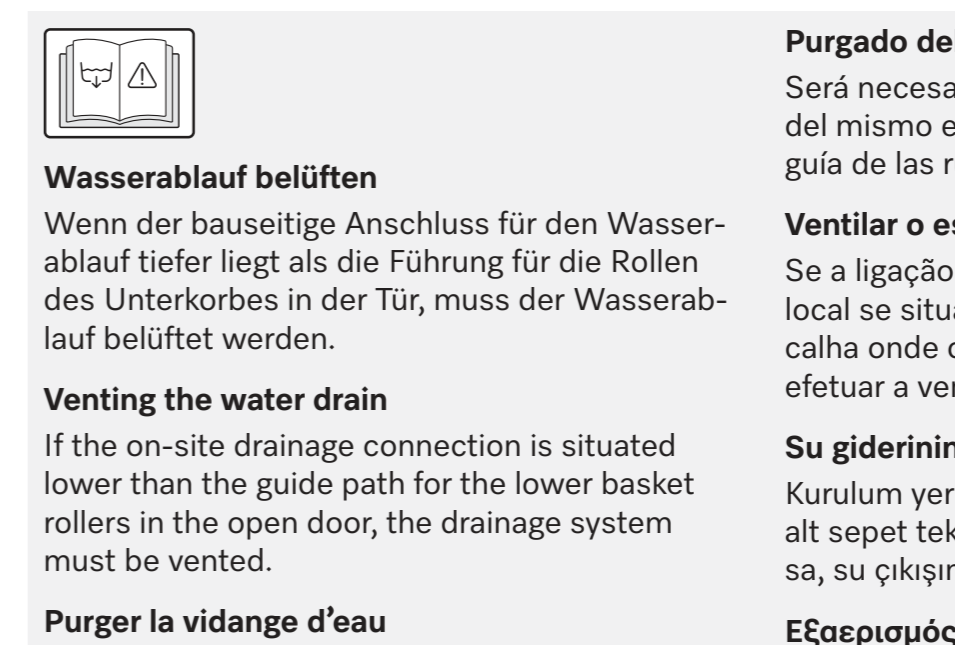 Wasserablauf belüften
Wenn der bauseitige Anschluss für den Wasser-
ablauf tiefer liegt als die Führung für die Rollen
des Unterkorbes in der Tür, muss der Wasserab-
lauf belüftet werden.
Venting the water drain
If the on-site drainage connection is situated
lower than the guide path for the lower basket
rollers in the open door, the drainage system
must be vented.
Purger la vidange d’eau
Purgado del
Será necesa
del mismo e
guía de las r
Ventilar o es
Se a ligação
local se situa
calha onde
efetuar a ver
Su giderinin
Kurulum yer
alt sepet tek
sa, su çıkışın
Εξαερισμός